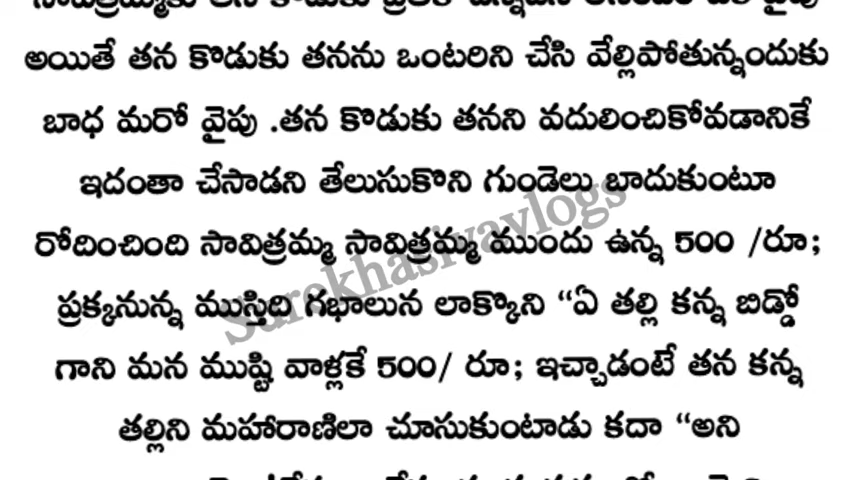 అయితే తన కొడుకు తనను ఒంటరిని చేసి వేల్లిపోతున్నందుకు
బాధ మరో వైపు .తన కొడుకు తనని వదులించికోవడానికే
ఇదంతా చేసాడని తేలుసుకొని గుండెలు బాదుకుంటూ
రోదించింది సావిత్రమ్మ సావిత్రమ్మ ముందు ఉన్న 500 /రూ;
ప్రక్కనున్న ముస్తిది గభాలున లాక్కొని “ఏ తల్లి కన్న బిడ్డో
గాని మన ముష్టి వాళ్లకే 500/ రూ; ఇచ్చాడంటే తన కన్న
తల్లిని మహారాణిలా చూసుకుంటాడు కదా “అని
Surekhasivavlogs